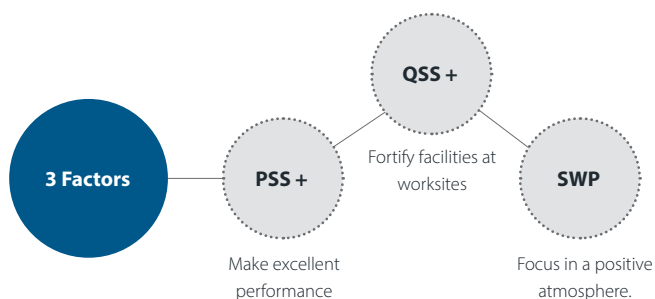 3 Factors
PSS +
Make excellent
performance
QSS +
Fortify facilities at
worksites
SWP
Focus in a positive
atmosphere.